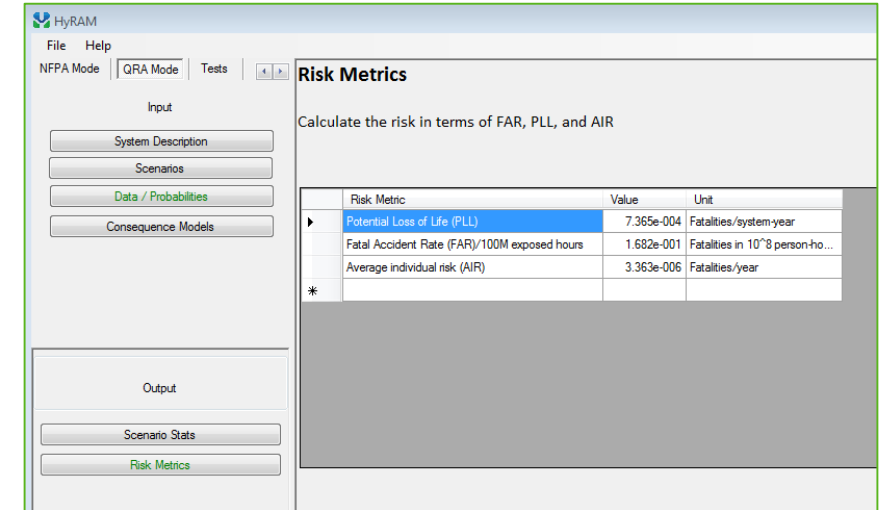 HyRAM
File Help
NFPA Mode QRA Mode Tests
Input
System Description
Scenarios
Data / Probabilities
Consequence Models
Output
Scenario Stats
Risk Metrics
Risk Metrics
Calculate the risk in terms of FAR, PLL, and AIR
Risk Metric Value Unit
Potential Loss of Life (PLL) 7.365e-004 Fatalities/system-year
Fatal Accident Rate (FAR)/100M exposed hours 1.682e-001 Fatalities in 10^8 person-ho...
Average individual risk (AIR) 3.363e-006 Fatalities/year